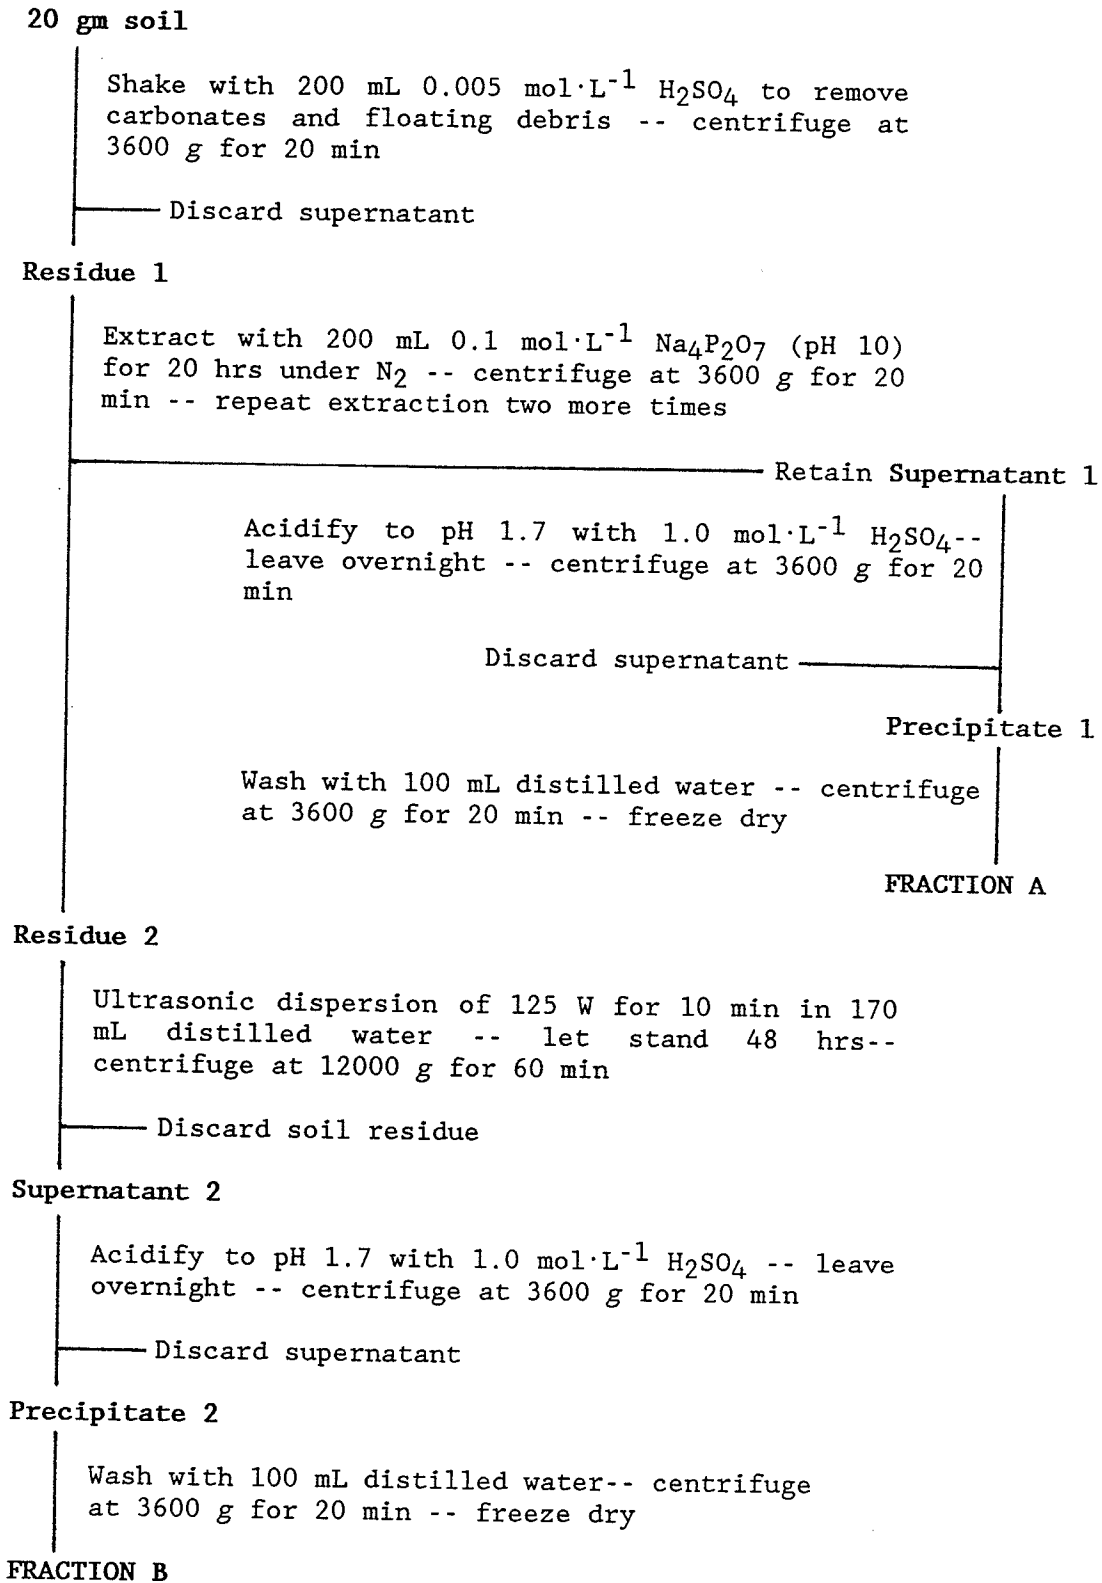 20 gm soil
Shake with 200 mL 0.005 mol·L⁻¹ H₂SO₄ to remove
carbonates and floating debris -- centrifuge at
3600 g for 20 min
Discard supernatant
Residue 1
Extract with 200 mL 0.1 mol·L⁻¹ Na₄P₂O₇ (pH 10)
for 20 hrs under N₂ -- centrifuge at 3600 g for 20
min -- repeat extraction two more times
Retain Supernatant 1
Acidify to pH 1.7 with 1.0 mol·L⁻¹ H₂SO₄--
leave overnight -- centrifuge at 3600 g for 20
min
Discard supernatant
Precipitate 1
Wash with 100 mL distilled water -- centrifuge
at 3600 g for 20 min -- freeze dry
FRACTION A
Residue 2
Ultrasonic dispersion of 125 W for 10 min in 170
mL distilled water -- let stand 48 hrs--
centrifuge at 12000 g for 60 min
Discard soil residue
Supernatant 2
Acidify to pH 1.7 with 1.0 mol·L⁻¹ H₂SO₄ -- leave
overnight -- centrifuge at 3600 g for 20 min
Discard supernatant
Precipitate 2
Wash with 100 mL distilled water-- centrifuge
at 3600 g for 20 min -- freeze dry
FRACTION B